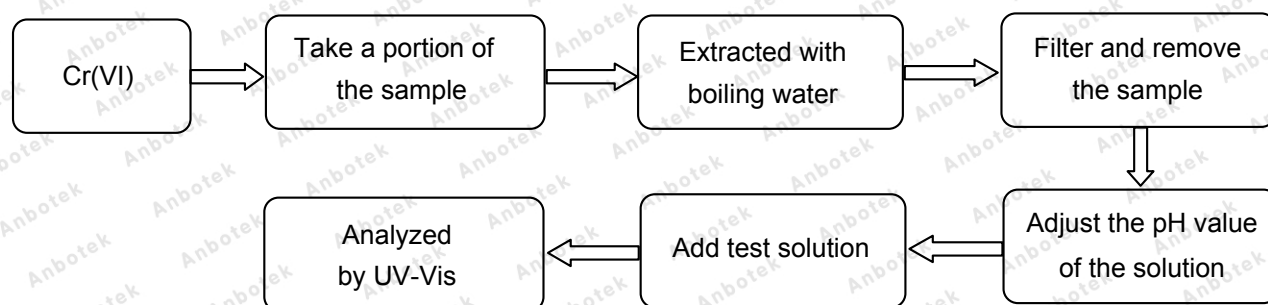 Cr(VI)
Take a portion of
the sample
Extracted with
boiling water
Filter and remove
the sample
Adjust the pH value
of the solution
Add test solution
Analyzed
by UV-Vis
Anbotek